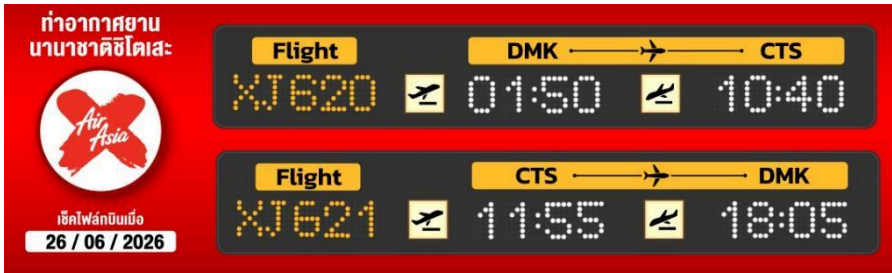 ท่าอากาศยาน
นานาชาติชิโตเสะ
Air
Asia
เช็คไฟล์ทบินเมื่อ
26 / 06 / 2026
Flight DMK CTS
XJ620 01:50 10:40
Flight CTS DMK
XJ621 11:55 18:05